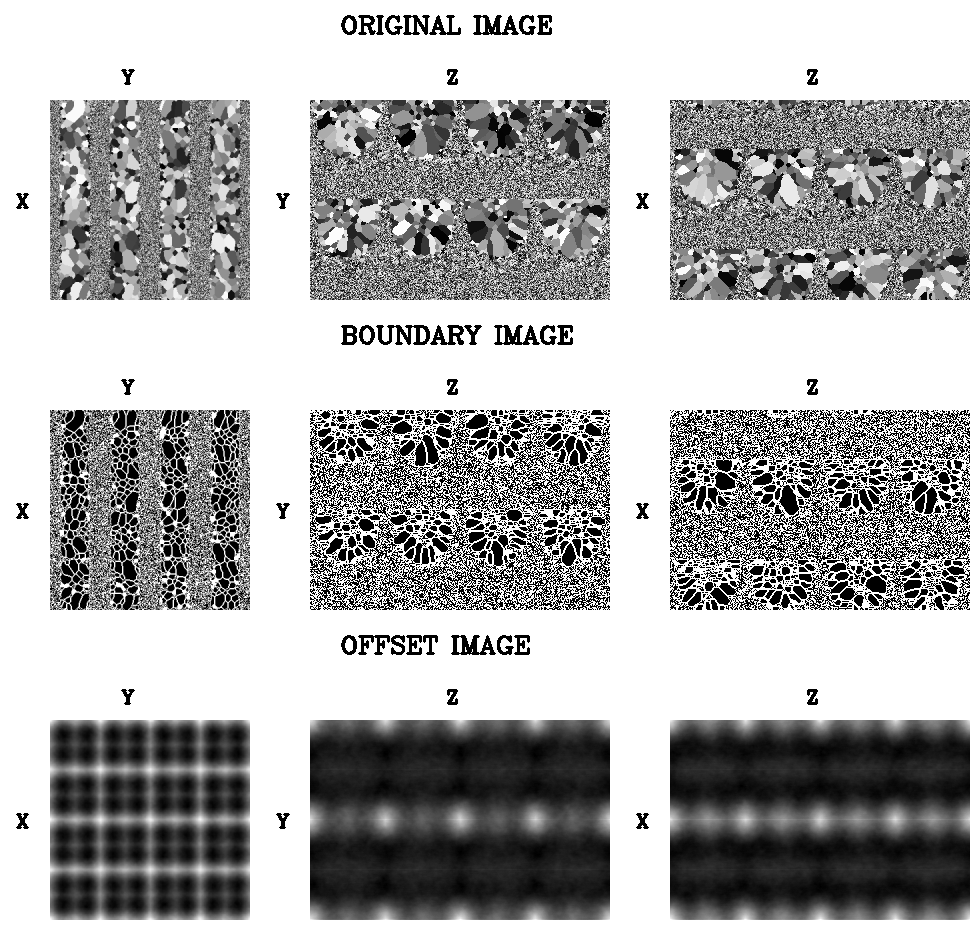 ORIGINAL IMAGE
Y Z Z
X Y X
BOUNDARY IMAGE
Y Z Z
X Y X
OFFSET IMAGE
Y Z Z
X Y X